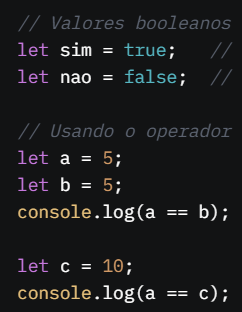 // Valores booleanos
let sim = true;   //
let nao = false;  //
// Usando o operador
let a = 5;
let b = 5;
console.log(a == b);
let c = 10;
console.log(a == c);